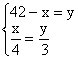 42 − x = y
x/4 = y/3